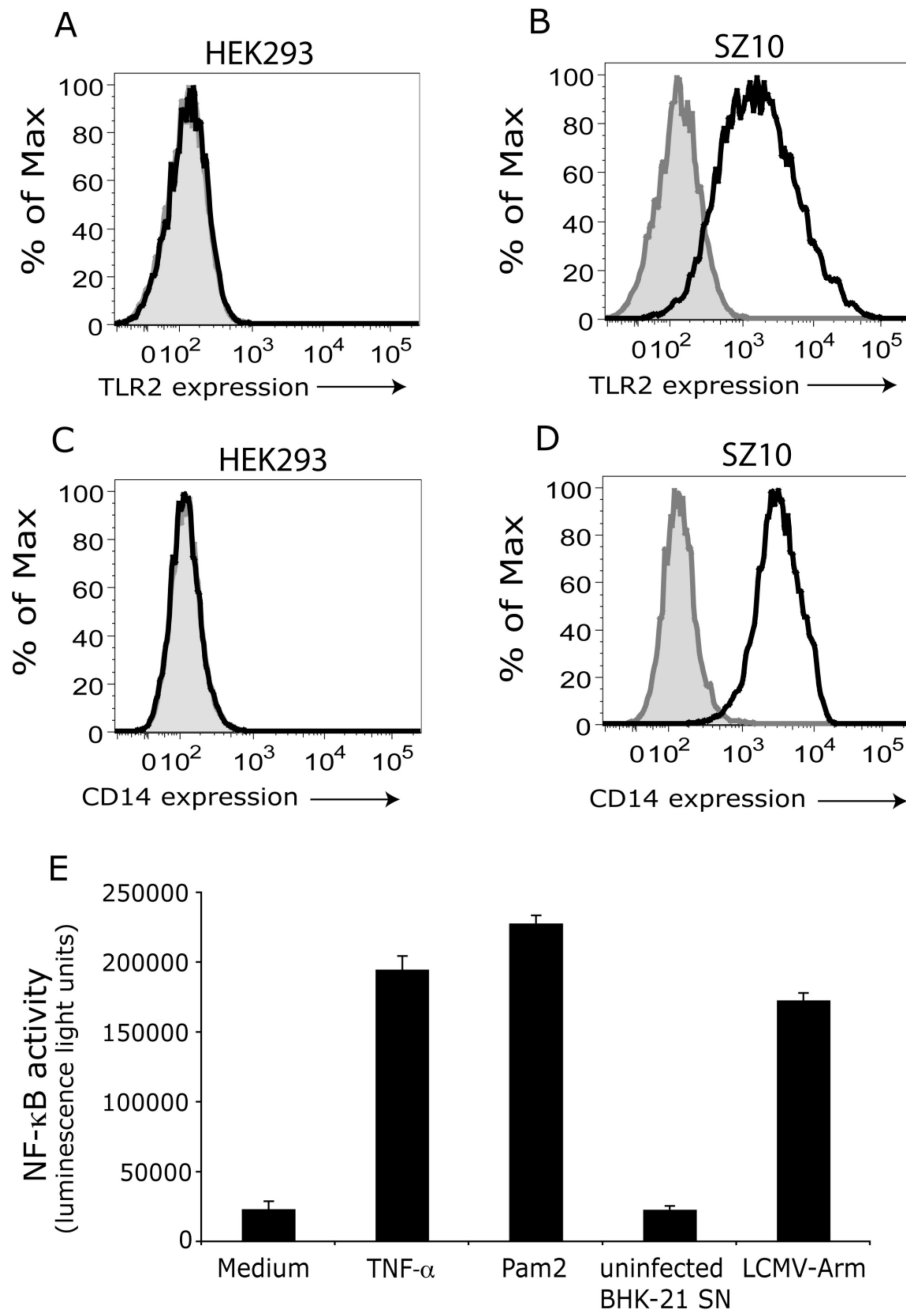 A
HEK293
% of Max
100
80
60
40
20
0
0 10² 10³ 10⁴ 10⁵
TLR2 expression
B
SZ10
% of Max
100
80
60
40
20
0
0 10² 10³ 10⁴ 10⁵
TLR2 expression
C
HEK293
% of Max
100
80
60
40
20
0
0 10² 10³ 10⁴ 10⁵
CD14 expression
D
SZ10
% of Max
100
80
60
40
20
0
0 10² 10³ 10⁴ 10⁵
CD14 expression
E
NF-κB activity
(luminescence light units)
250000
200000
150000
100000
50000
0
Medium
TNF-α
Pam2
uninfected
BHK-21 SN
LCMV-Arm